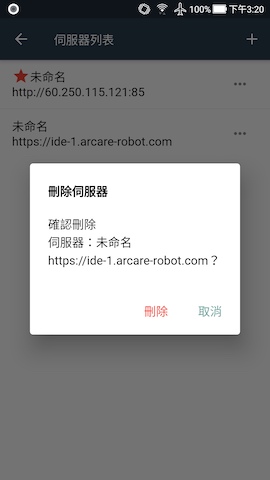 100% 下午3:20
伺服器列表
未命名
http://60.250.115.121:85
未命名
https://ide-1.arcare-robot.com
刪除伺服器
確認刪除
伺服器：未命名
https://ide-1.arcare-robot.com？
刪除 取消